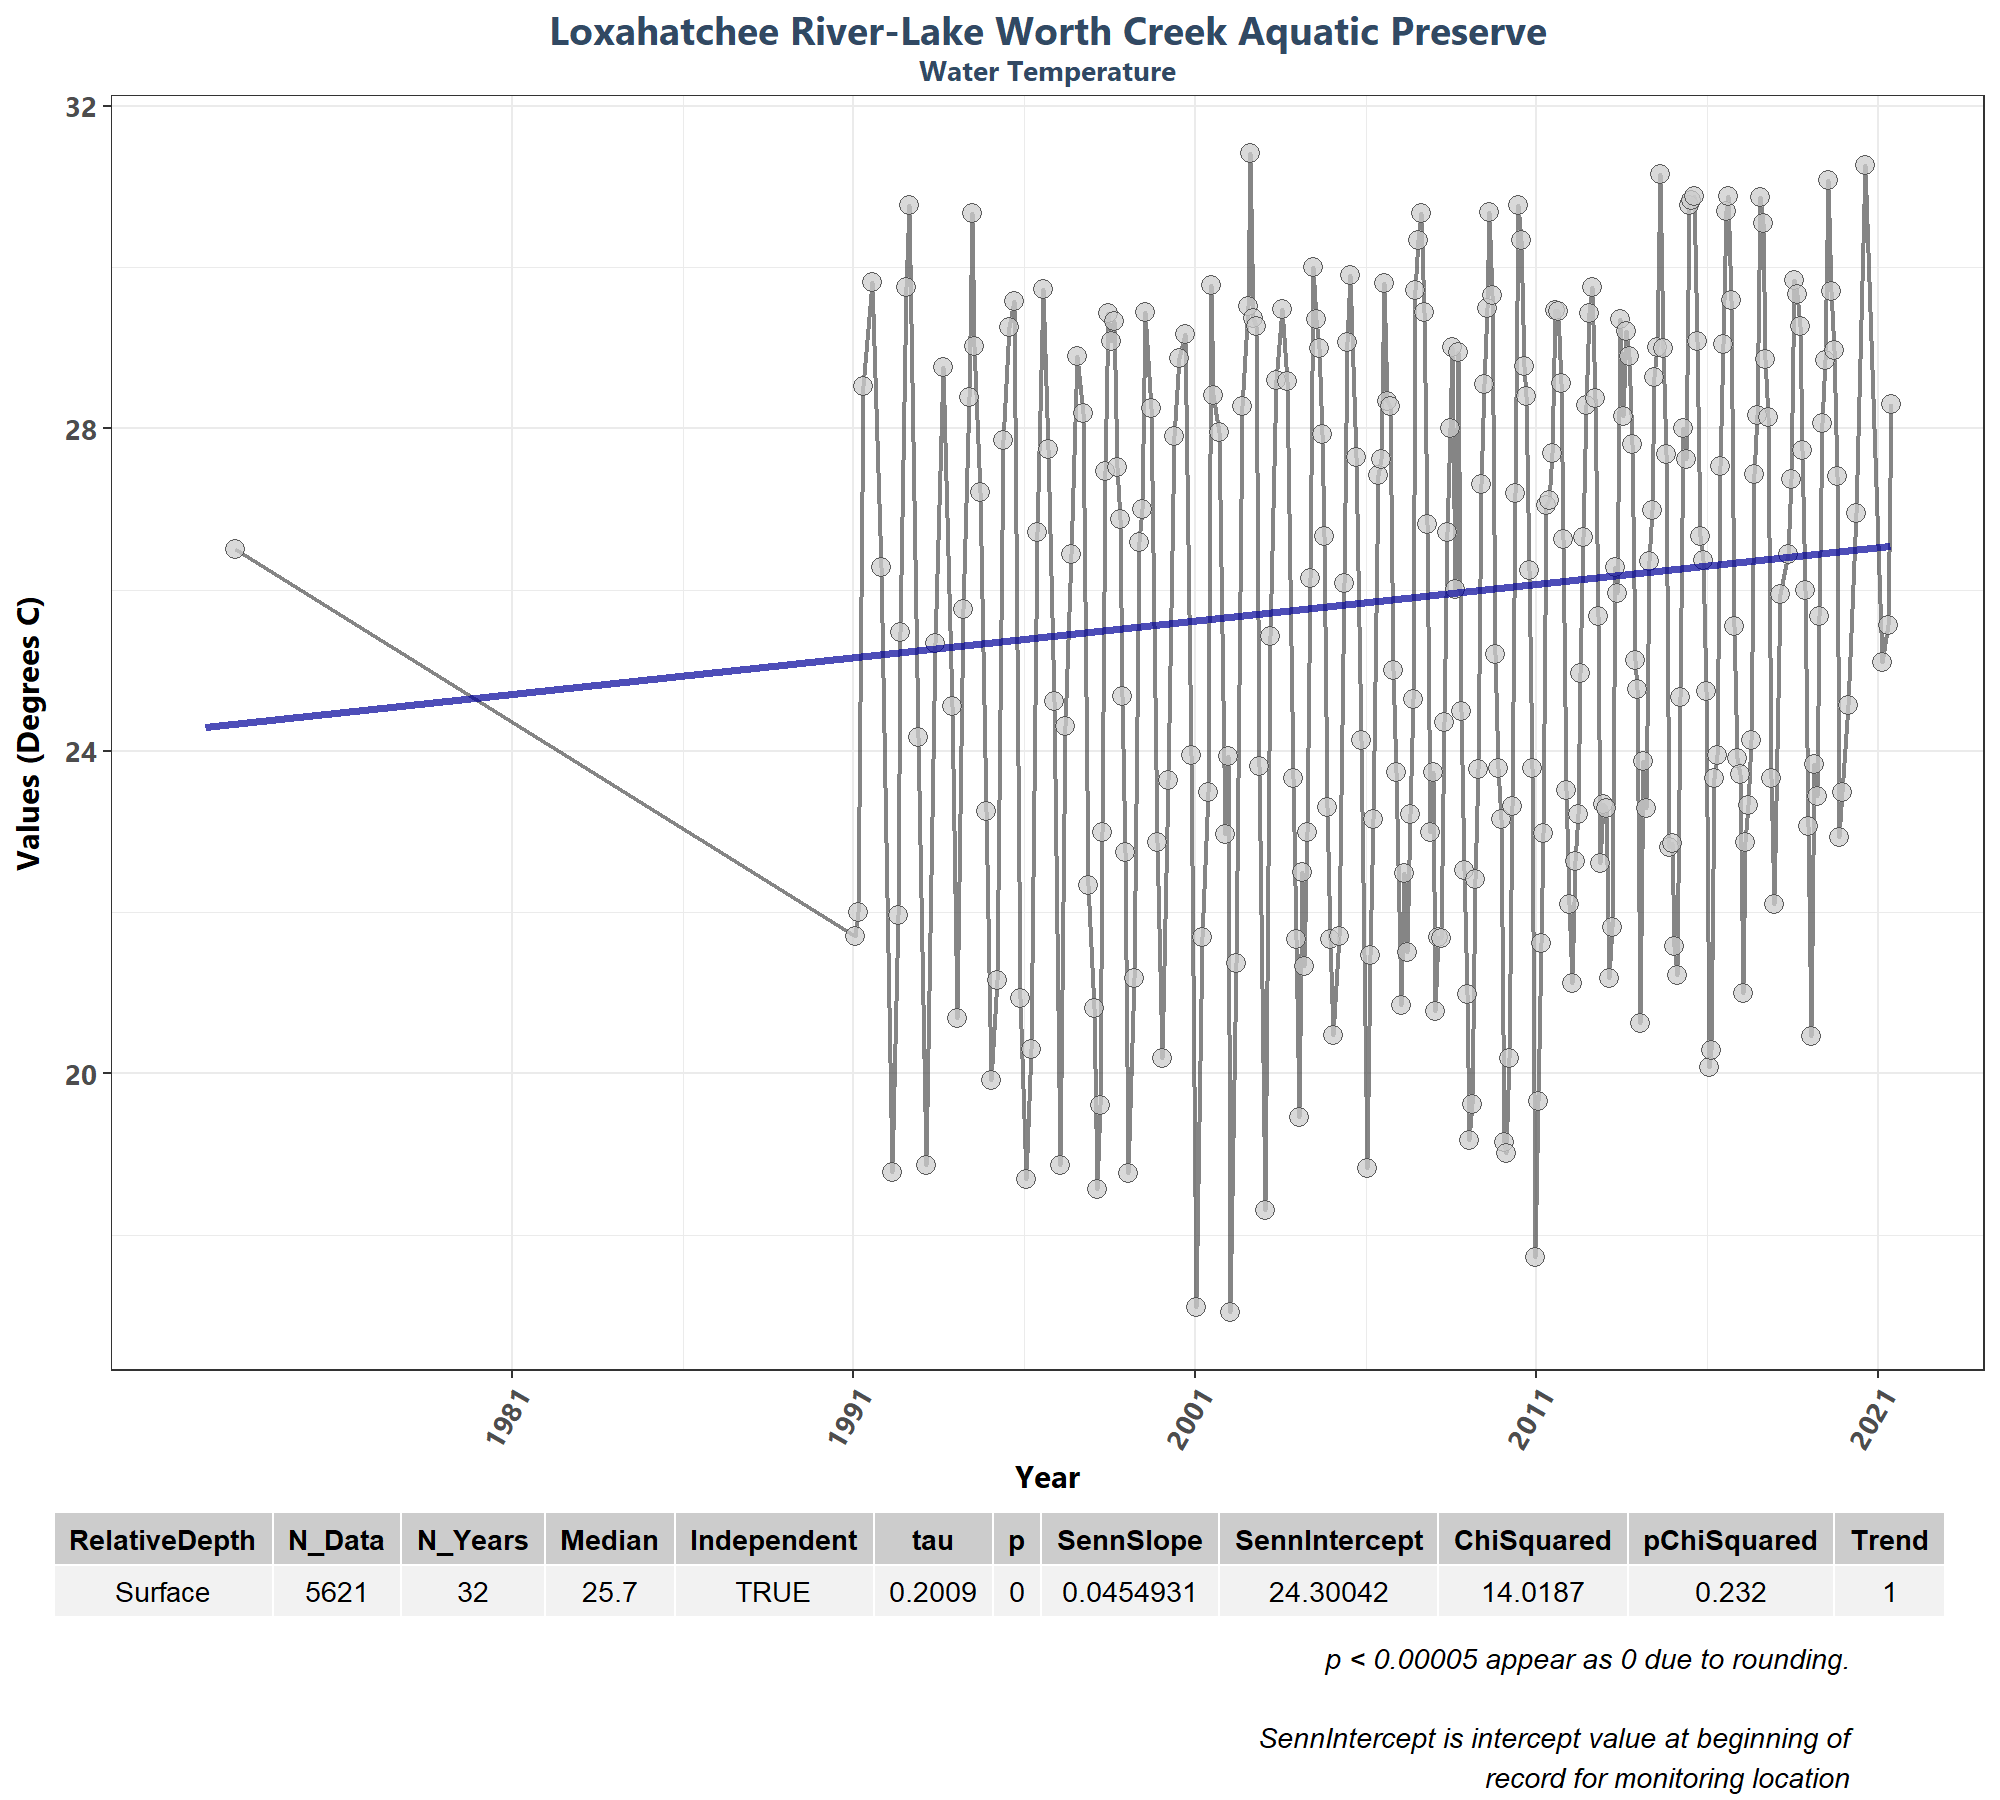 Loxahatchee River-Lake Worth Creek Aquatic Preserve
Water Temperature
Values (Degrees C)
32
28
24
20
1981
1991
2001
2011
2021
Year
RelativeDepth N_Data N_Years Median Independent tau p SennSlope SennIntercept ChiSquared pChiSquared Trend
Surface 5621 32 25.7 TRUE 0.2009 0 0.0454931 24.30042 14.0187 0.232 1
p < 0.00005 appear as 0 due to rounding.
SennIntercept is intercept value at beginning of
record for monitoring location